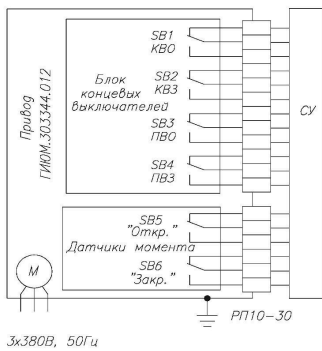 Привод
ГИЮМ.303344.012
Блок
концевых
выключателей
SB1
КВО
SB2
КВЗ
SB3
ПВО
SB4
ПВЗ
СУ
SB5
"Откр."
Датчики момента
SB6
"Закр."
М
РП10-30
3х380В, 50Гц